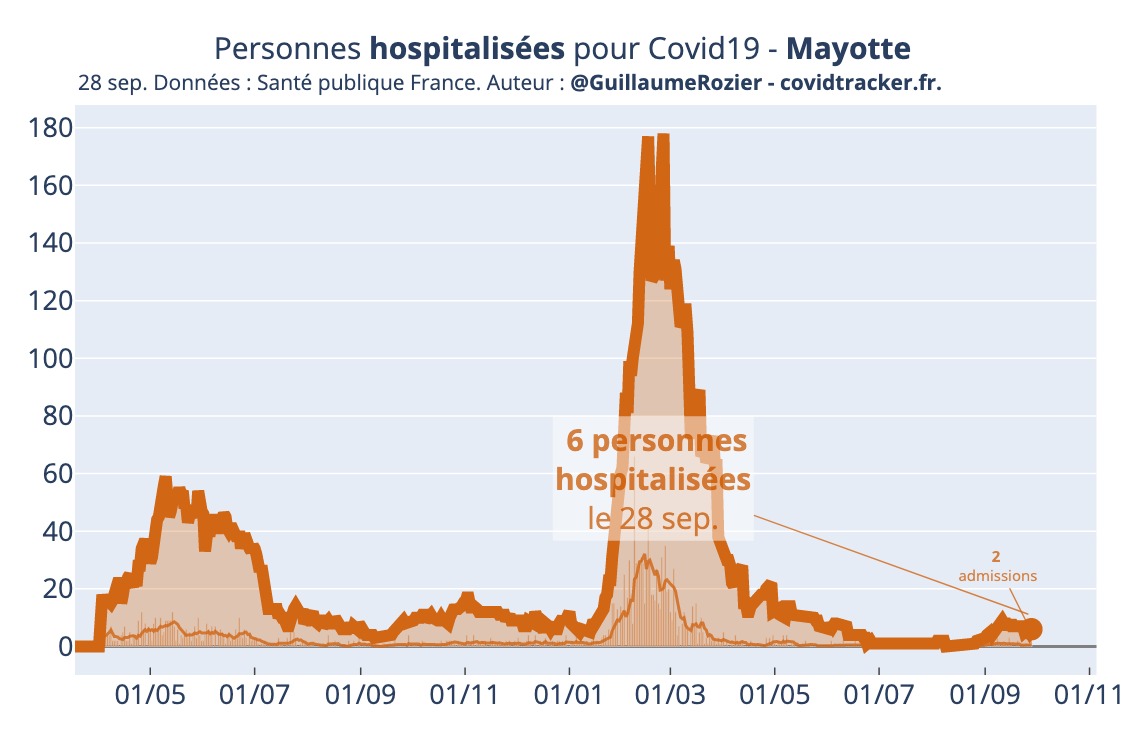 Personnes hospitalisées pour Covid19 - Mayotte
28 sep. Données : Santé publique France. Auteur : @GuillaumeRozier - covidtracker.fr.
180
160
140
120
100
80
60
40
20
0
6 personnes
hospitalisées
le 28 sep.
2
admissions
01/05 01/07 01/09 01/11 01/01 01/03 01/05 01/07 01/09 01/11